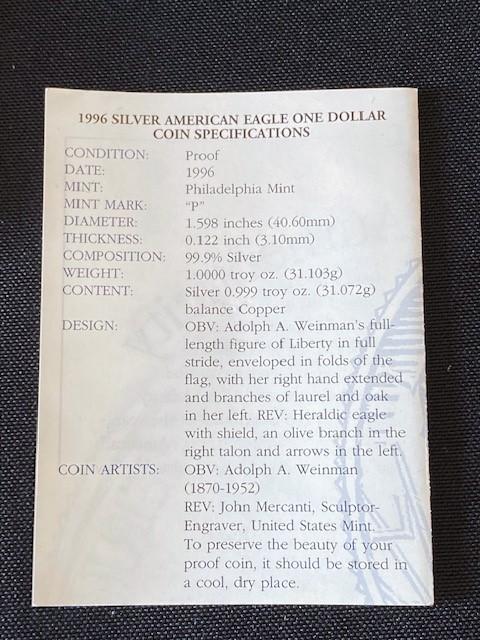 1996 SILVER AMERICAN EAGLE ONE DOLLAR
COIN SPECIFICATIONS
CONDITION: Proof
DATE: 1996
MINT: Philadelphia Mint
MINT MARK: “P”
DIAMETER: 1.598 inches (40.60mm)
THICKNESS: 0.122 inch (3.10mm)
COMPOSITION: 99.9% Silver
WEIGHT: 1.0000 troy oz. (31.103g)
CONTENT: Silver 0.999 troy oz. (31.072g)
balance Copper
DESIGN: OBV: Adolph A. Weinman's full-
length figure of Liberty in full
stride, enveloped in folds of the
flag, with her right hand extended
and branches of laurel and oak
in her left. REV: Heraldic eagle
with shield, an olive branch in the
right talon and arrows in the left.
COIN ARTISTS: OBV: Adolph A. Weinman
(1870-1952)
REV: John Mercanti, Sculptor-
Engraver, United States Mint.
To preserve the beauty of your
proof coin, it should be stored in
a cool, dry place.